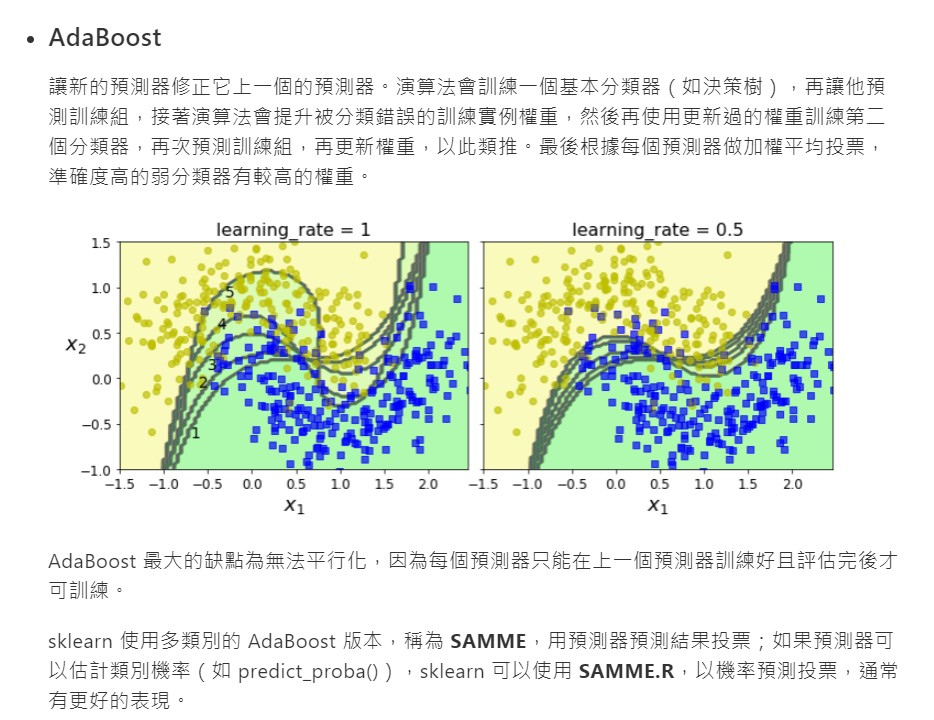 • AdaBoost
讓新的預測器修正它上一個的預測器。演算法會訓練一個基本分類器（如決策樹），再讓他預
測訓練組，接著演算法會提升被分類錯誤的訓練實例權重，然後再使用更新過的權重訓練第二
個分類器，再次預測訓練組，再更新權重，以此類推。最後根據每個預測器做加權平均投票，
準確度高的弱分類器有較高的權重。
learning_rate = 1
1.5
1.0
0.5
0.0
−0.5
−1.0
x2
5
4
3
2
1
−1.5 −1.0 −0.5 0.0 0.5 1.0 1.5 2.0
x1
learning_rate = 0.5
−1.5 −1.0 −0.5 0.0 0.5 1.0 1.5 2.0
x1
AdaBoost 最大的缺點為無法平行化，因為每個預測器只能在上一個預測器訓練好且評估完後才
可訓練。
sklearn 使用多類別的 AdaBoost 版本，稱為 SAMME，用預測器預測結果投票；如果預測器可
以估計類別機率（如 predict_proba()），sklearn 可以使用 SAMME.R，以機率預測投票，通常
有更好的表現。